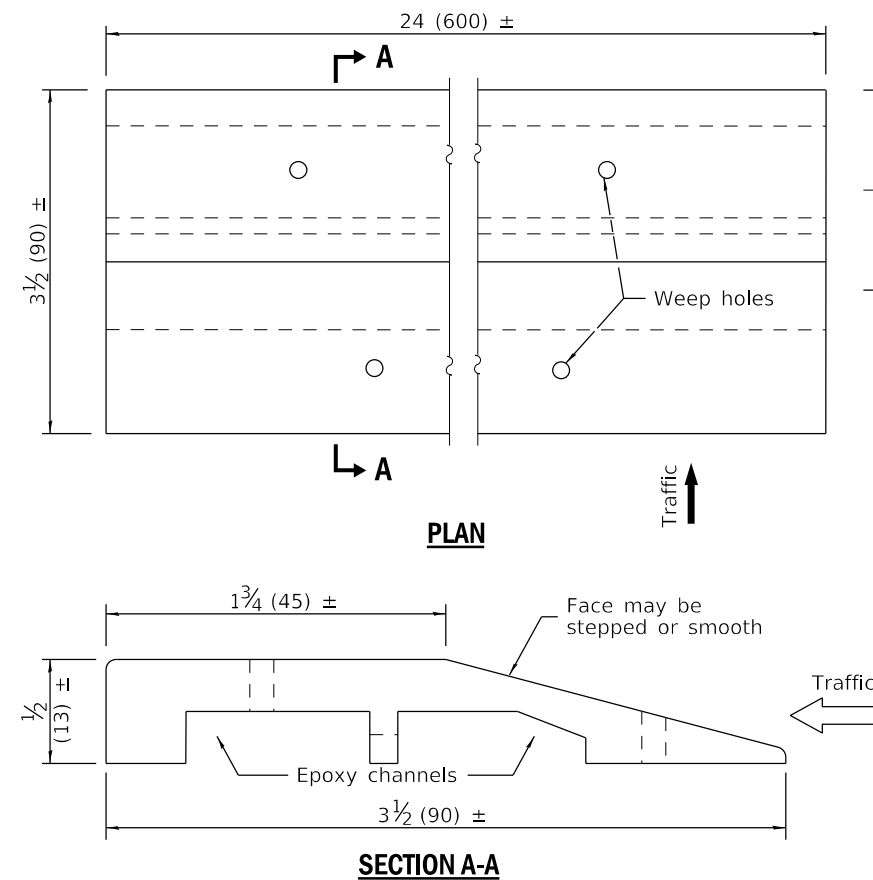 24 (600) ±
A
3½ (90) ±
Weep holes
A
Traffic
PLAN
1¾ (45) ±
Face may be
stepped or smooth
½
(13) ±
Traffic
Epoxy channels
3½ (90) ±
SECTION A-A